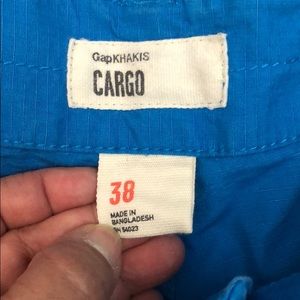 GapKHAKIS
CARGO
38
MADE IN
BANGLADESH
54023